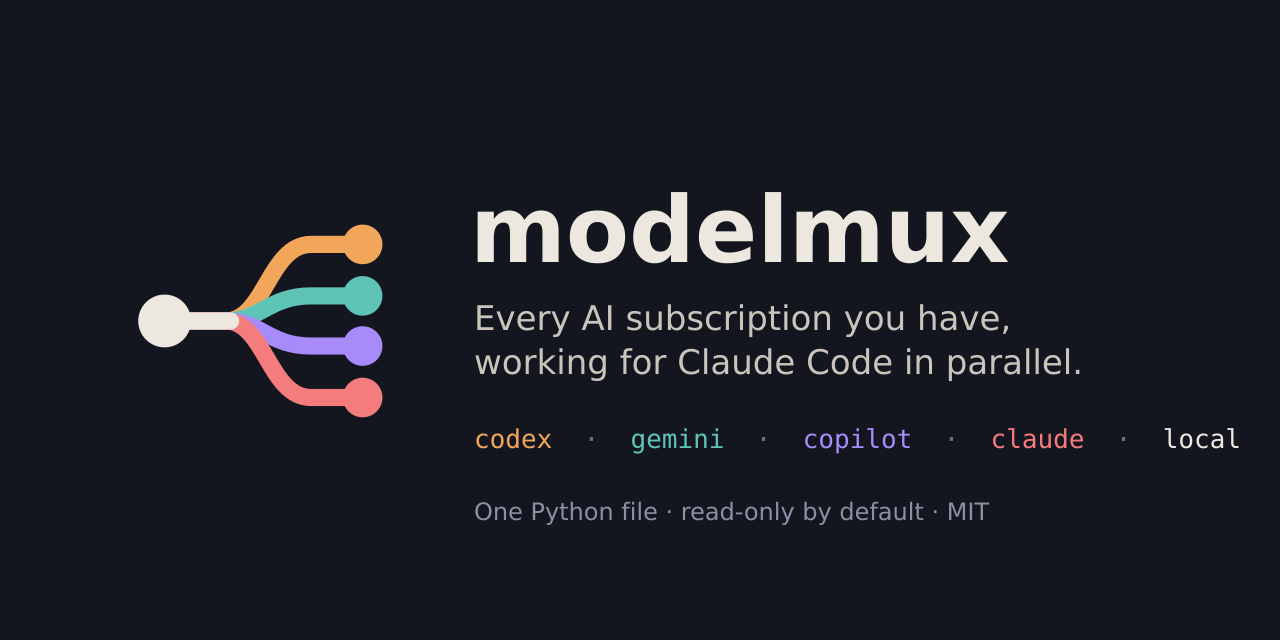 modelmux
Every AI subscription you have,
working for Claude Code in parallel.
codex · gemini · copilot · claude · local
One Python file · read-only by default · MIT